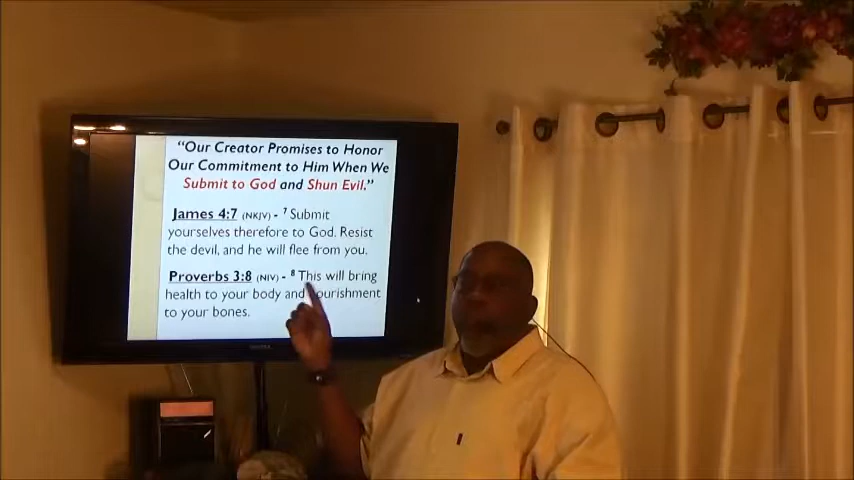 "Our Creator Promises to Honor
Our Commitment to Him When We
Submit to God and Shun Evil."
James 4:7 (NKJV) - 7 Submit
yourselves therefore to God. Resist
the devil, and he will flee from you.
Proverbs 3:8 (NIV) - 8 This will bring
health to your body and nourishment
to your bones.